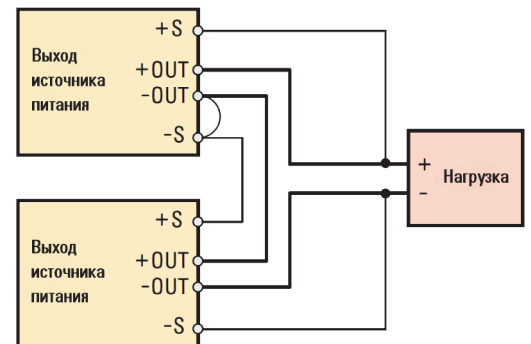 +S
Выход
источника
питания
+OUT
-OUT
-S
+
-
Нагрузка
+S
Выход
источника
питания
+OUT
-OUT
-S